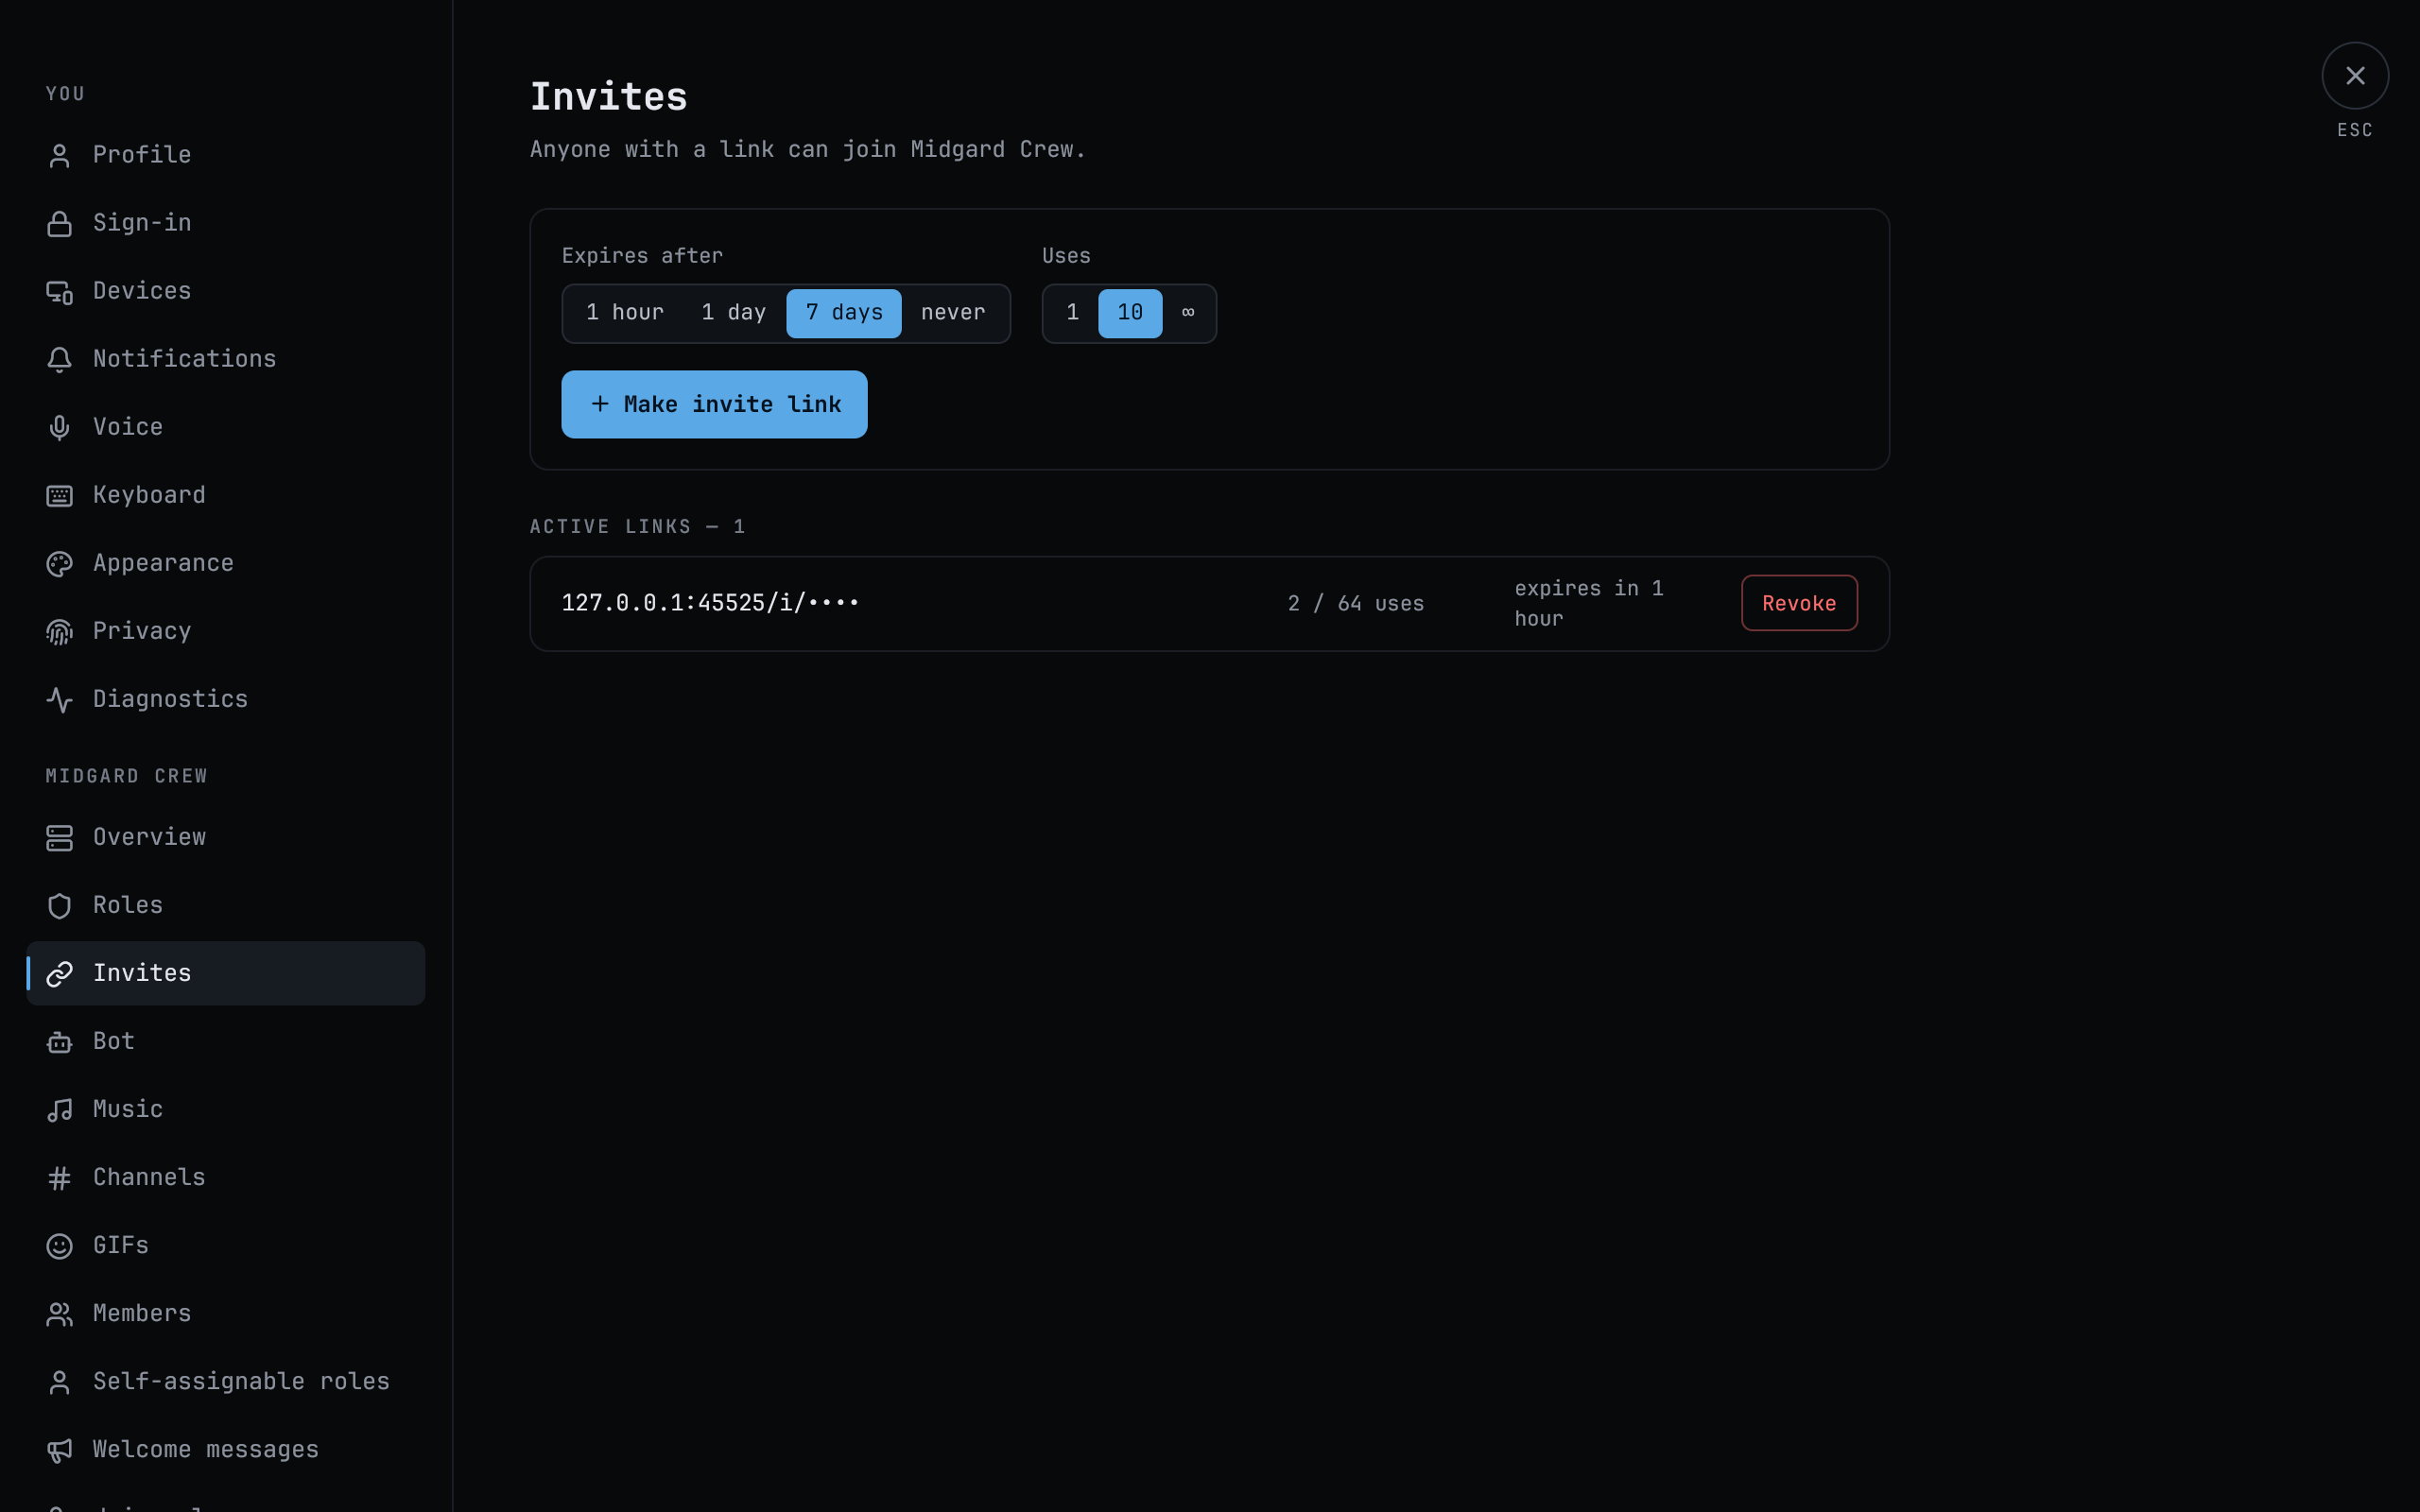 YOU
Profile
Sign-in
Devices
Notifications
Voice
Keyboard
Appearance
Privacy
Diagnostics
MIDGARD CREW
Overview
Roles
Invites
Bot
Music
Channels
GIFs
Members
Self-assignable roles
Welcome messages
Invites
Anyone with a link can join Midgard Crew.
ESC
Expires after
1 hour 1 day 7 days never
Uses
1 10 ∞
+ Make invite link
ACTIVE LINKS — 1
127.0.0.1:45525/i/••••
2 / 64 uses
expires in 1
hour
Revoke